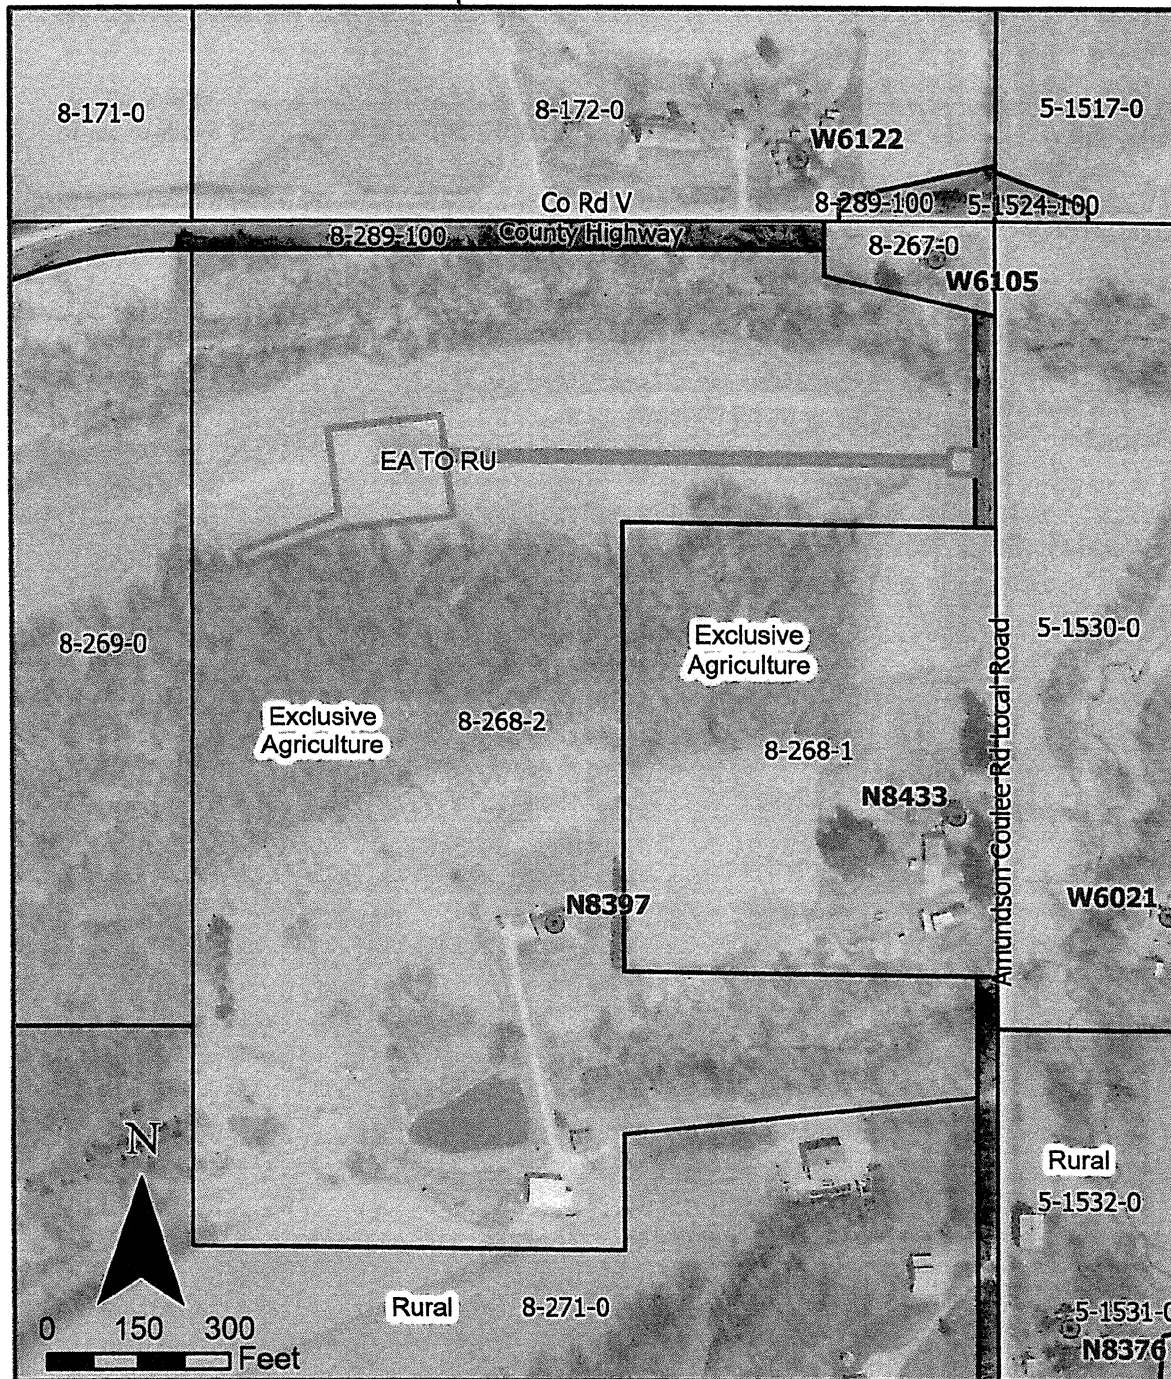 8-171-0
8-172-0
5-1517-0
W6122
Co Rd V
8-289-100
5-1524-100
8-289-100
County Highway
8-267-0
W6105
EA TO RU
8-269-0
Exclusive
Agriculture
5-1530-0
Exclusive
Agriculture
8-268-2
8-268-1
N8433
Amundson Coulee Rd Local Road
N8397
W6021
N
Rural
5-1532-0
Rural
8-271-0
5-1531-0
N8376
0 150 300
Feet